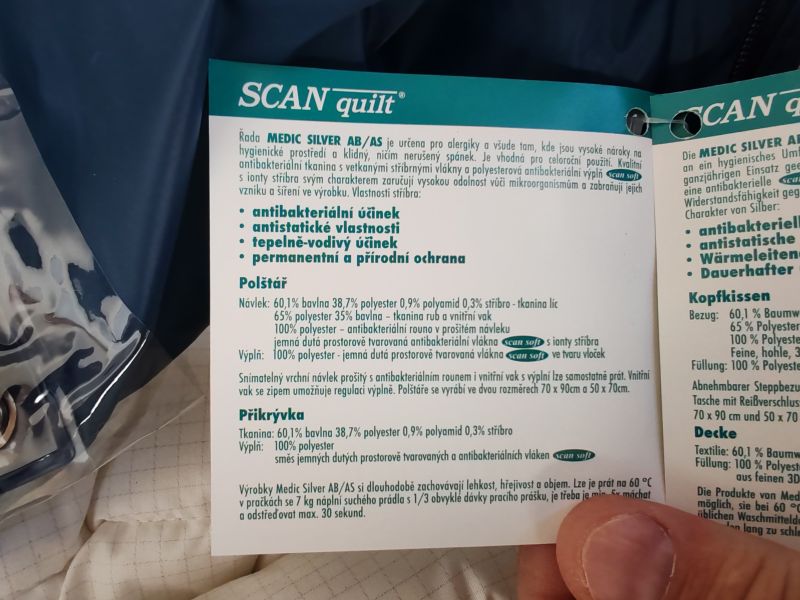 SCAN quilt®
Řada MEDIC SILVER AB/AS je určena pro alergiky a všude tam, kde jsou vysoké nároky na
hygienické prostředí a klidný, ničím nerušený spánek. Je vhodná pro celoroční použití. Kvalitní
antibakteriální tkanina s vetkanými stříbrnými vlákny a polyesterová antibakteriální výplň scan soft
s ionty stříbra svým charakterem zaručují vysokou odolnost vůči mikroorganismům a zabraňují jejich
vzniku a šíření ve výrobku. Vlastnosti stříbra:
• antibakteriální účinek
• antistatické vlastnosti
• tepelně-vodivý účinek
• permanentní a přírodní ochrana
Polštář
Návlek: 60,1% bavlna 38,7% polyester 0,9% polyamid 0,3% stříbro - tkanina líc
65% polyester 35% bavlna – tkanina rub a vnitřní vak
100% polyester – antibakteriální rouno v prošitém návleku
jemná dutá prostorově tvarovaná antibakteriální vlákna scan soft s ionty stříbra
Výplň: 100% polyester - jemná dutá prostorově tvarovaná vlákna scan soft ve tvaru vloček
Snímatelný vrchní návlek prošitý s antibakteriálním rounem i vnitřní vak s výplní lze samostatně prát. Vnitřní
vak se zipem umožňuje regulaci výplně. Polštáře se vyrábí ve dvou rozměrech 70 x 90cm a 50 x 70cm.
Přikrývka
Tkanina: 60,1% bavlna 38,7% polyester 0,9% polyamid 0,3% stříbro
Výplň: 100% polyester
směs jemných dutých prostorově tvarovaných a antibakteriálních vláken scan soft
Výrobky Medic Silver AB/AS si dlouhodobě zachovávají lehkost, hřejivost a objem. Lze je prát na 60 °C
v pračkách se 7 kg náplní suchého prádla s 1/3 obvyklé dávky pracího prášku, je třeba je min. 5x máchat
a odstřeďovat max. 30 sekund.
SCAN
Die MEDIC SILVER
an ein hygienisches
ganzjährigen Einsatz
eine antibakterielle
Widerstandsfähigkeit
Charakter von Silber:
• antistatische
• Dauerhafter
Kopfkissen
Bezug: 60,1 %
65 % Polyester
100 %
Feine,
Füllung: 100 %
Abnehmbarer
Tasche mit
70 x 90 cm und 50 x 70
Decke
Textilie: 60,1 %
Füllung: 100 %
aus feinen 3D
Die Produkte von
möglich, sie bei 60
üblichen
lang zu